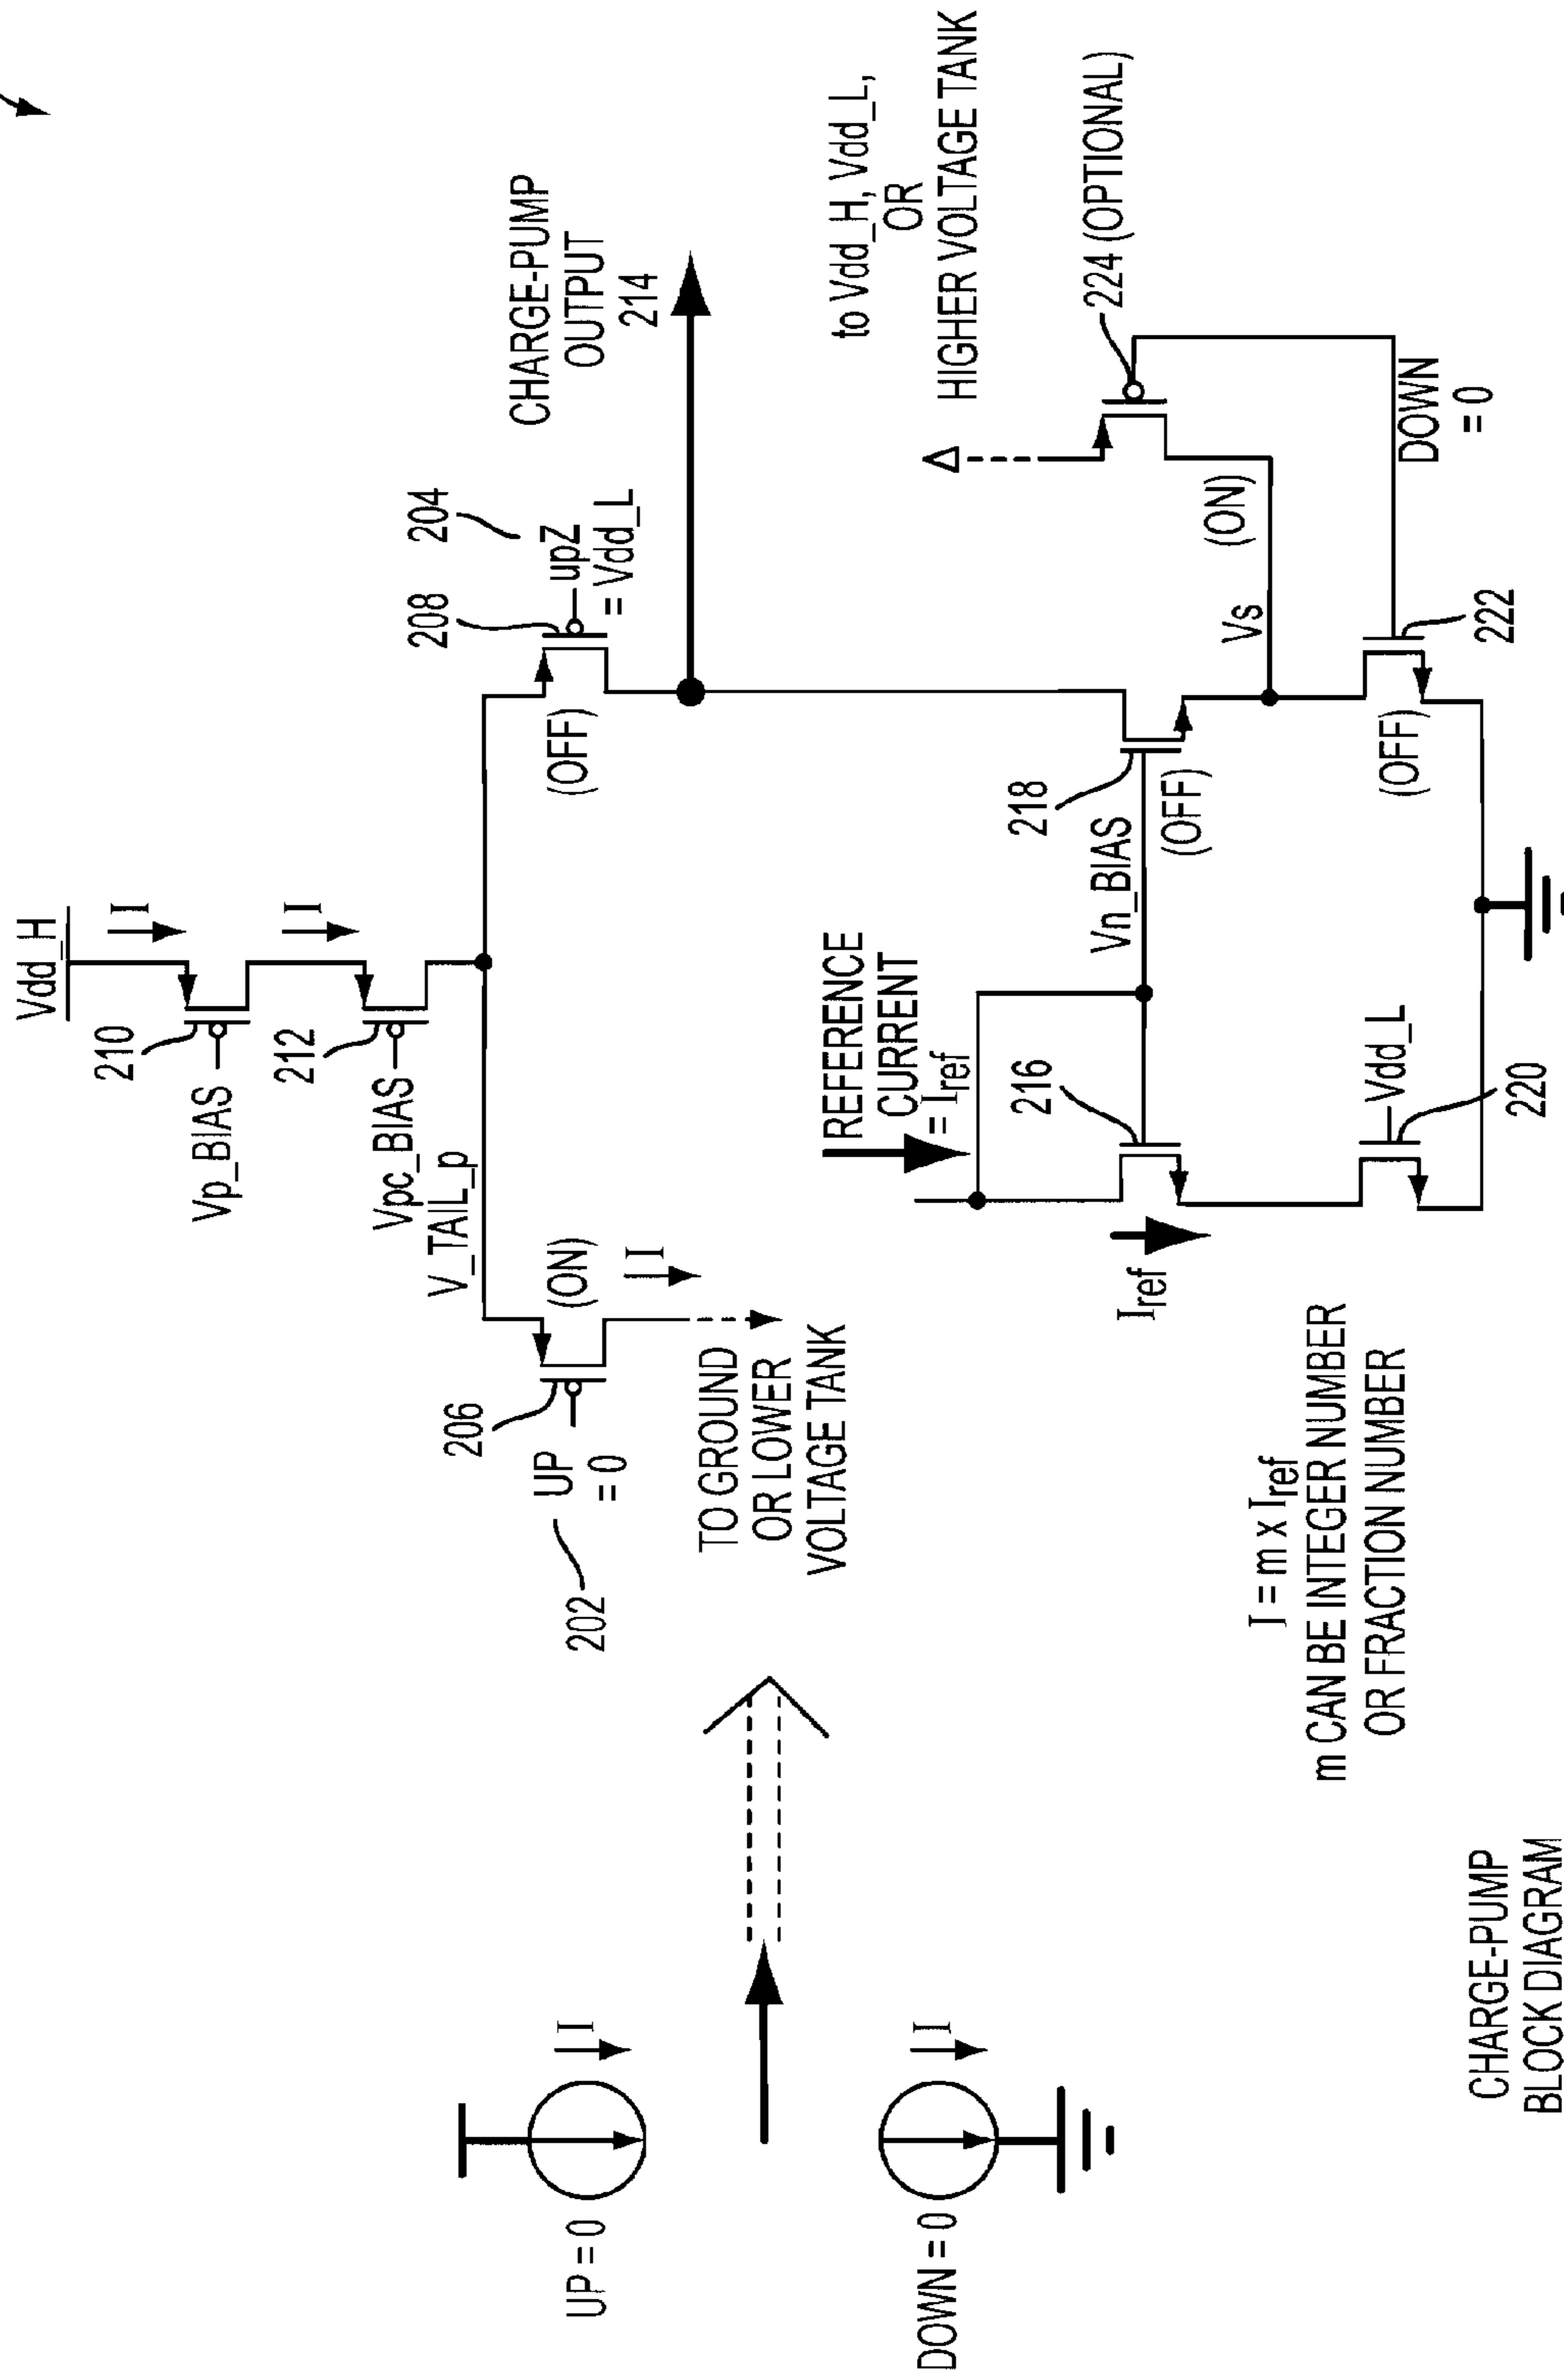 UP = 0
I
DOWN = 0
I
CHARGE-PUMP
BLOCK DIAGRAM
Vdd_H
210
I
Vp_BIAS
212
I
Vpc_BIAS
V_TAIL_p
206
(ON)
202
UP
= 0
I
TO GROUND
OR LOWER
VOLTAGE TANK
208
204
upZ
= Vdd_L
(OFF)
CHARGE-PUMP
OUTPUT
214
to Vdd_H, Vdd_L,
OR
HIGHER VOLTAGE TANK
224 (OPTIONAL)
REFERENCE
CURRENT
= Iref
216
Vn_BIAS
218
(OFF)
Vs
(ON)
Iref
Vdd_L
220
(OFF)
222
DOWN
= 0
I = m x Iref
m CAN BE INTEGER NUMBER
OR FRACTION NUMBER